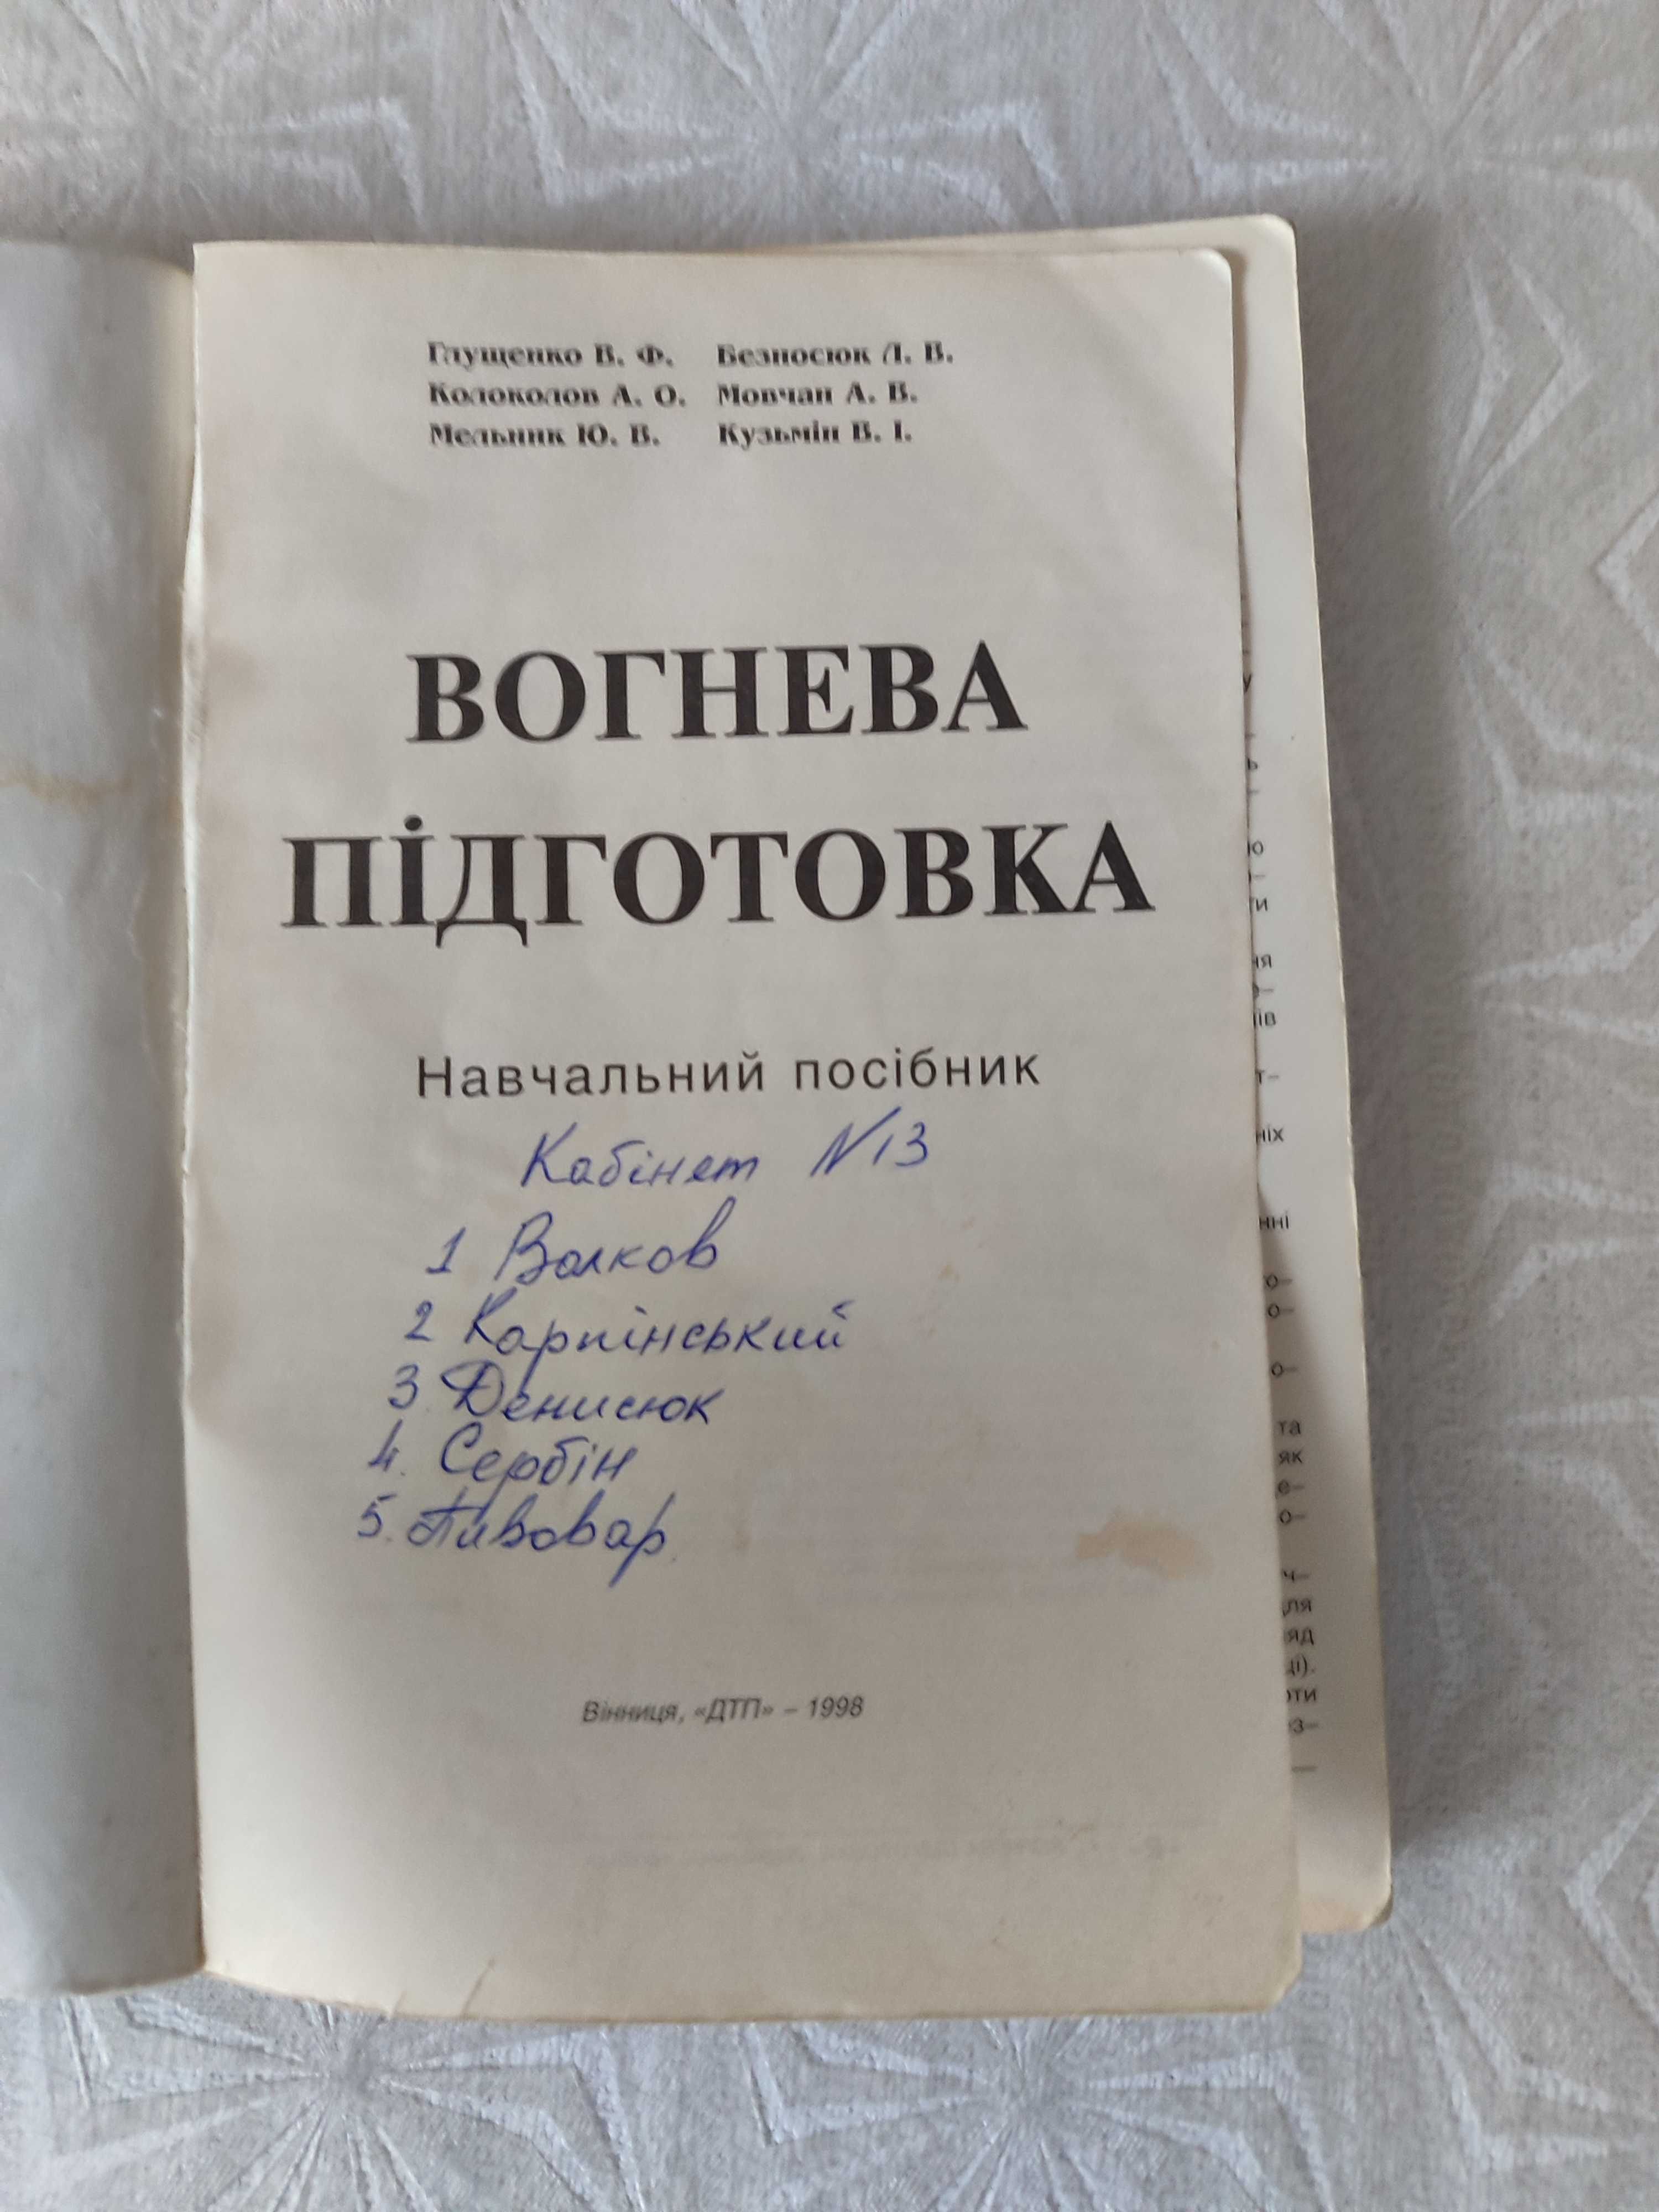 Глущенко В. Ф. Безносюк Л. В.
Колоколов А. О. Мовчан А. В.
Мельник Ю. В. Кузьмін В. І.
ВОГНЕВА
ПІДГОТОВКА
Навчальний посібник
Кабінет №13
1 Волков
2 Карпінський
3. Денисюк
4. Сербін
5. Пивовар
Вінниця, «ДТП» – 1998